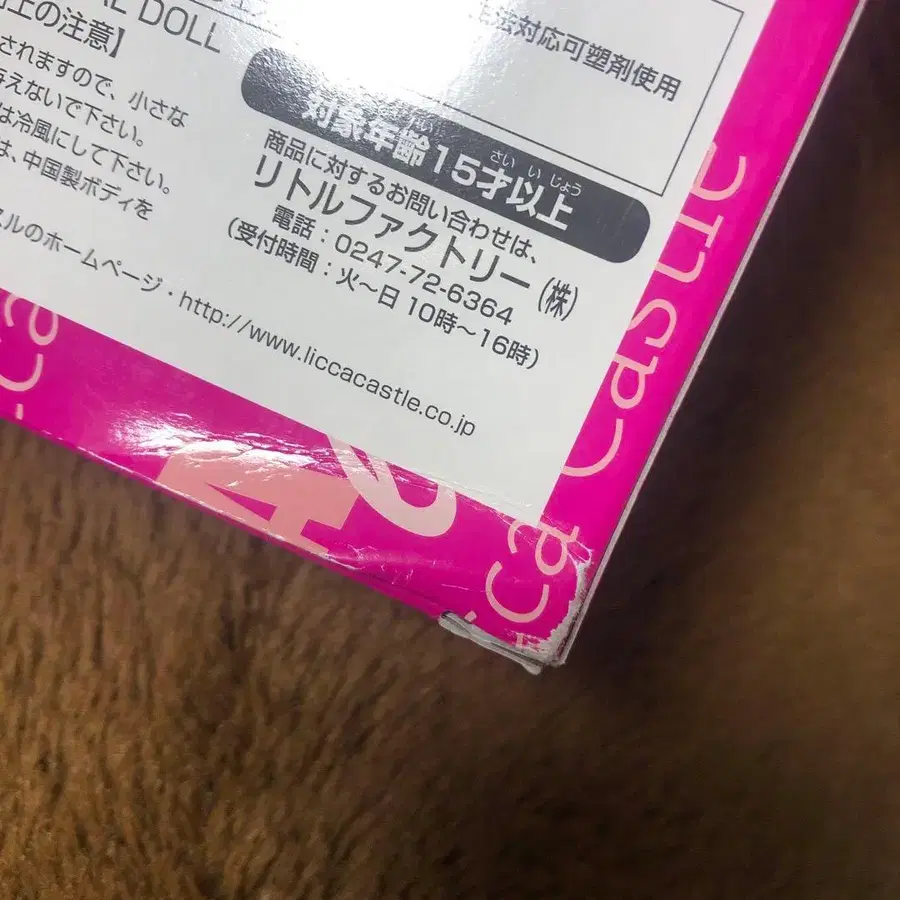 AL DOLL
上の注意】
されますので、小さな
与えないで下さい。
は冷風にして下さい。
は、中国製ボディを
スルのホームページ・http://www.liccacastle.co.jp
法対応可塑剤使用
対象年齢15才以上
さい い じょう
商品に対するお問い合わせは、
リトルファクトリー(株)
電話:0247-72-6364
(受付時間:火〜日 10時〜16時)
icca Castle